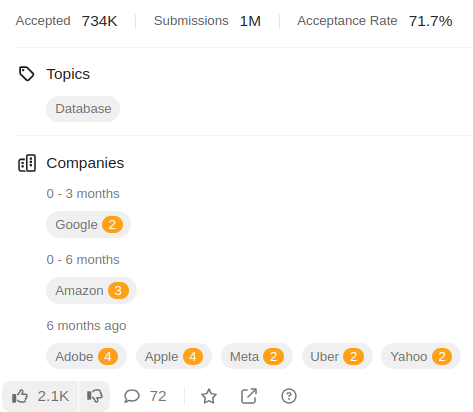 Accepted 734K Submissions 1M Acceptance Rate 71.7%
Topics
Database
Companies
0 - 3 months
Google 2
0 - 6 months
Amazon 3
6 months ago
Adobe 4 Apple 4 Meta 2 Uber 2 Yahoo 2
2.1K 72